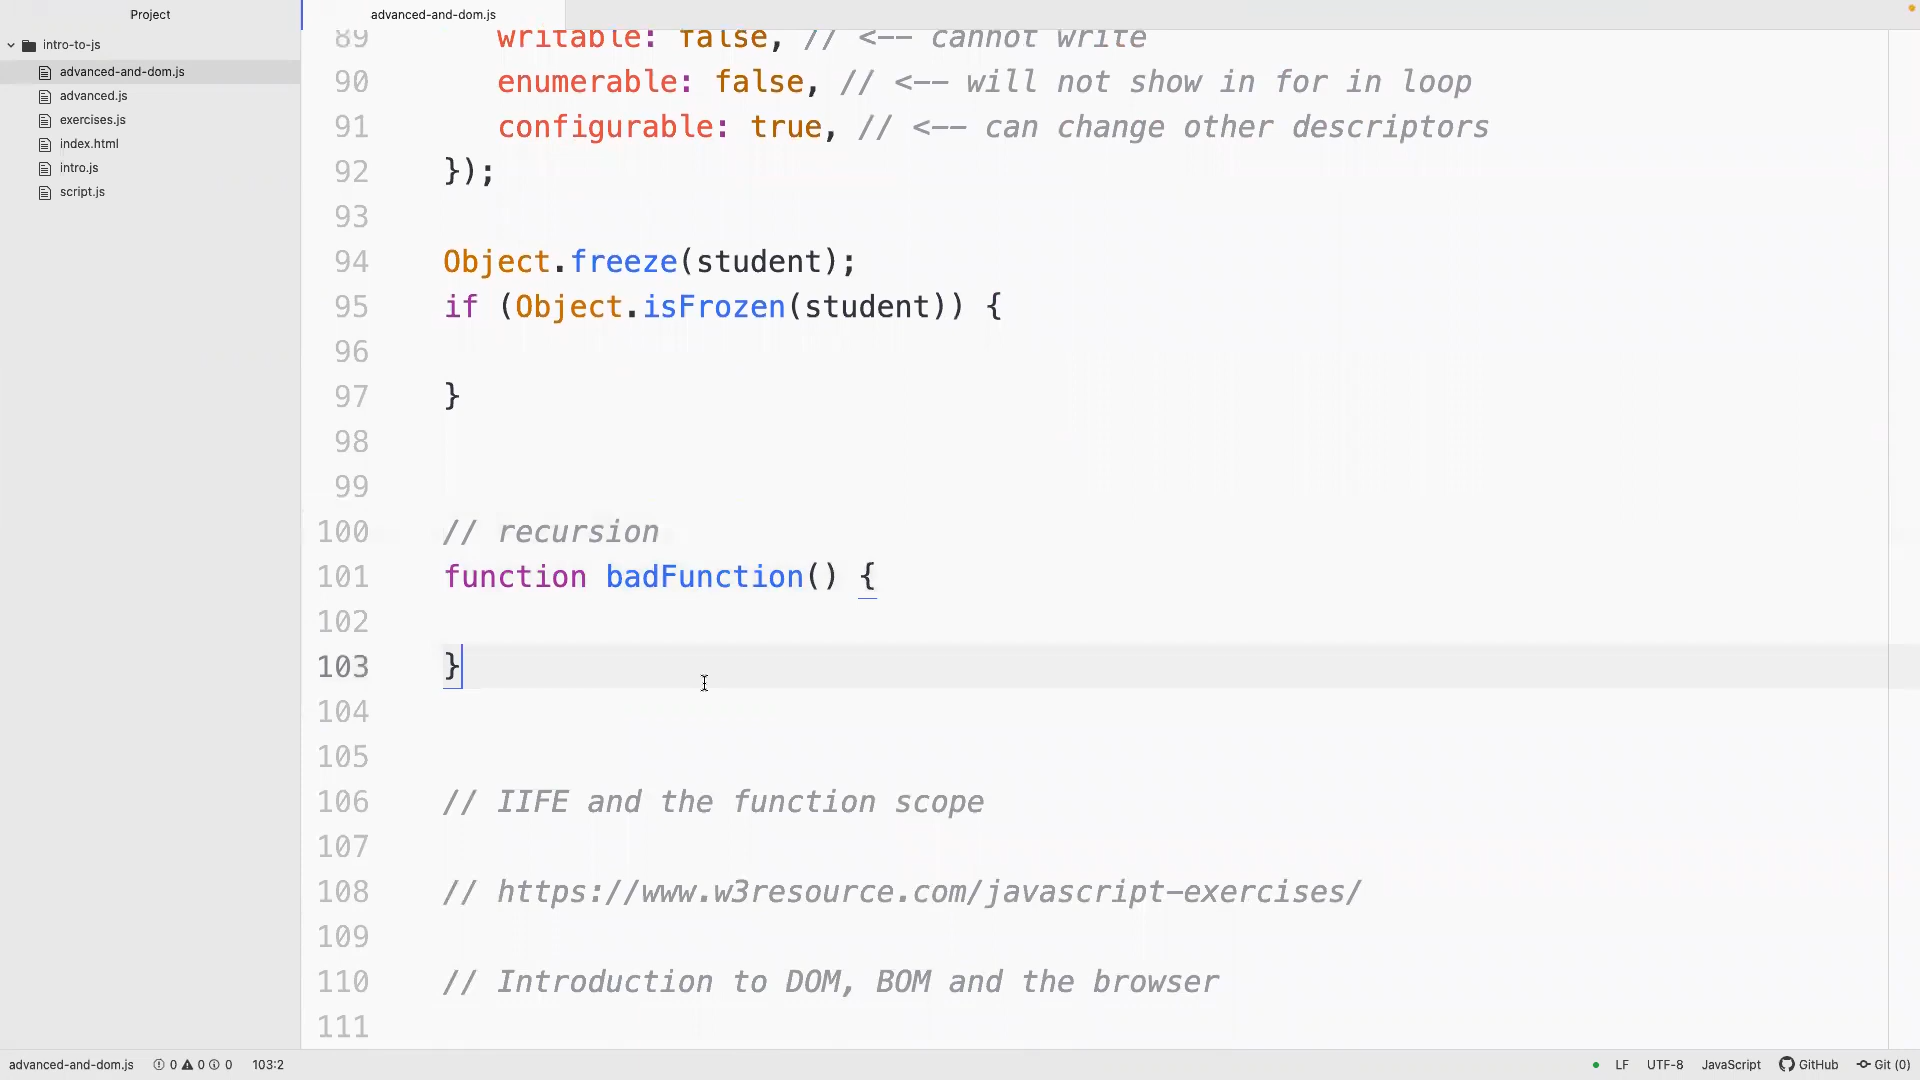 Project
advanced-and-dom.js
intro-to-js
advanced-and-dom.js
advanced.js
exercises.js
index.html
intro.js
script.js
89 writable: false, // <-- cannot write
90 enumerable: false, // <-- will not show in for in loop
91 configurable: true, // <-- can change other descriptors
92 });
93
94 Object.freeze(student);
95 if (Object.isFrozen(student)) {
96
97 }
98
99
100 // recursion
101 function badFunction() {
102
103 }
104
105
106 // IIFE and the function scope
107
108 // https://www.w3resource.com/javascript-exercises/
109
110 // Introduction to DOM, BOM and the browser
111
advanced-and-dom.js 0 0 0 103:2 LF UTF-8 JavaScript GitHub Git (0)